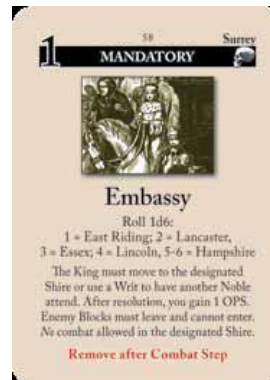 58
Surrey
1
MANDATORY
Embassy
Roll 1d6:
1 = East Riding; 2 = Lancaster,
3 = Essex; 4 = Lincoln, 5-6 = Hampshire
The King must move to the designated
Shire or use a Writ to have another Noble
attend. After resolution, you gain 1 OPS.
Enemy Blocks must leave and cannot enter.
No combat allowed in the designated Shire.
Remove after Combat Step